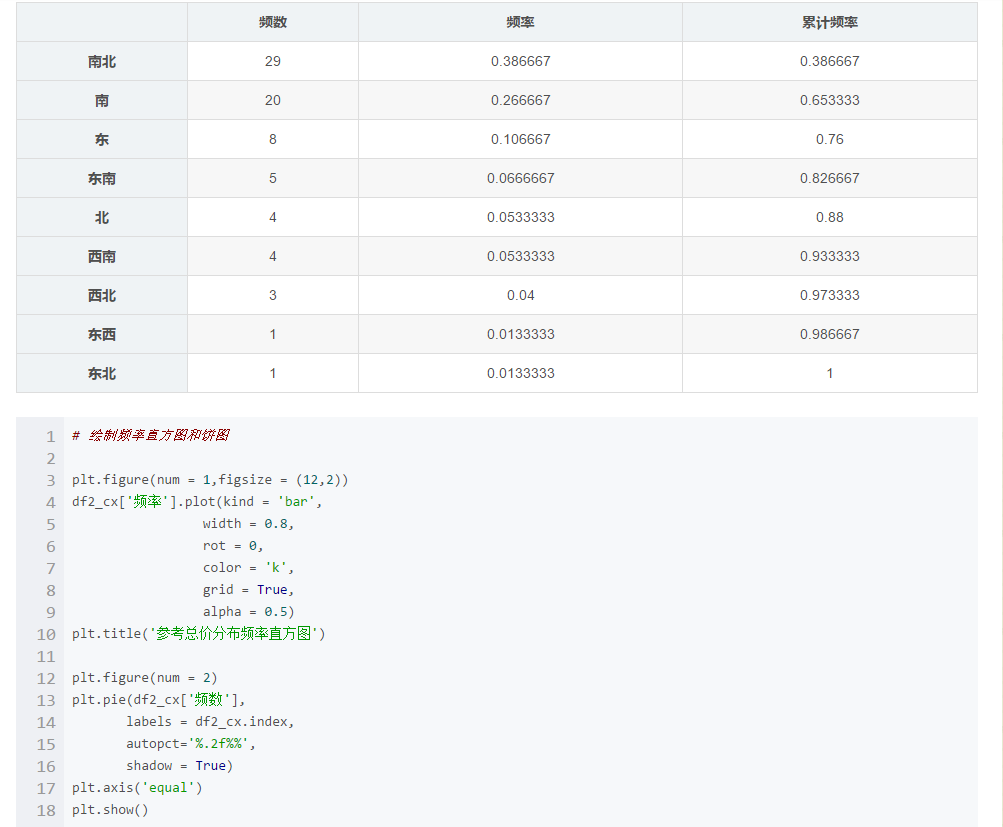 频数 频率 累计频率
南北 29 0.386667 0.386667
南 20 0.266667 0.653333
东 8 0.106667 0.76
东南 5 0.0666667 0.826667
北 4 0.0533333 0.88
西南 4 0.0533333 0.933333
西北 3 0.04 0.973333
东西 1 0.0133333 0.986667
东北 1 0.0133333 1
1 # 绘制频率直方图和饼图
2
3 plt.figure(num = 1,figsize = (12,2))
4 df2_cx['频率'].plot(kind = 'bar',
5 width = 0.8,
6 rot = 0,
7 color = 'k',
8 grid = True,
9 alpha = 0.5)
10 plt.title('参考总价分布频率直方图')
11
12 plt.figure(num = 2)
13 plt.pie(df2_cx['频数'],
14 labels = df2_cx.index,
15 autopct='%.2f%%',
16 shadow = True)
17 plt.axis('equal')
18 plt.show()